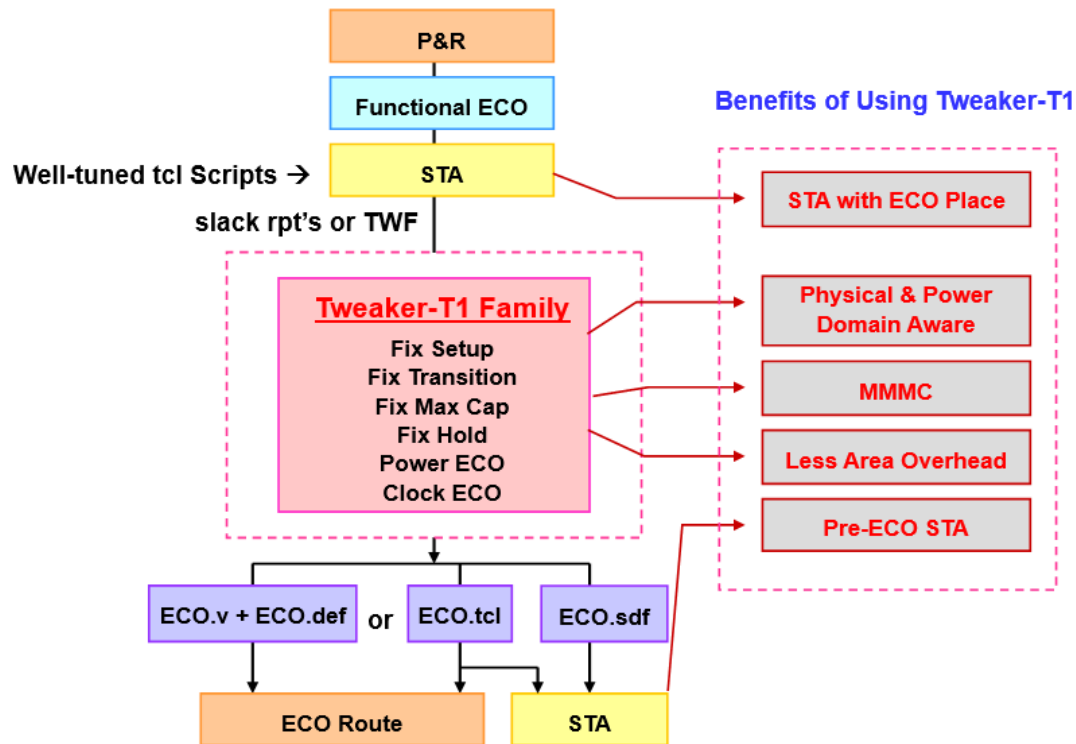 P&R
Functional ECO
Benefits of Using Tweaker-T1
Well-tuned tcl Scripts →
STA
slack rpt's or TWF
STA with ECO Place
Tweaker-T1 Family
Fix Setup
Fix Transition
Fix Max Cap
Fix Hold
Power ECO
Clock ECO
Physical & Power
Domain Aware
MMMC
Less Area Overhead
Pre-ECO STA
ECO.v + ECO.def
or
ECO.tcl
ECO.sdf
ECO Route
STA